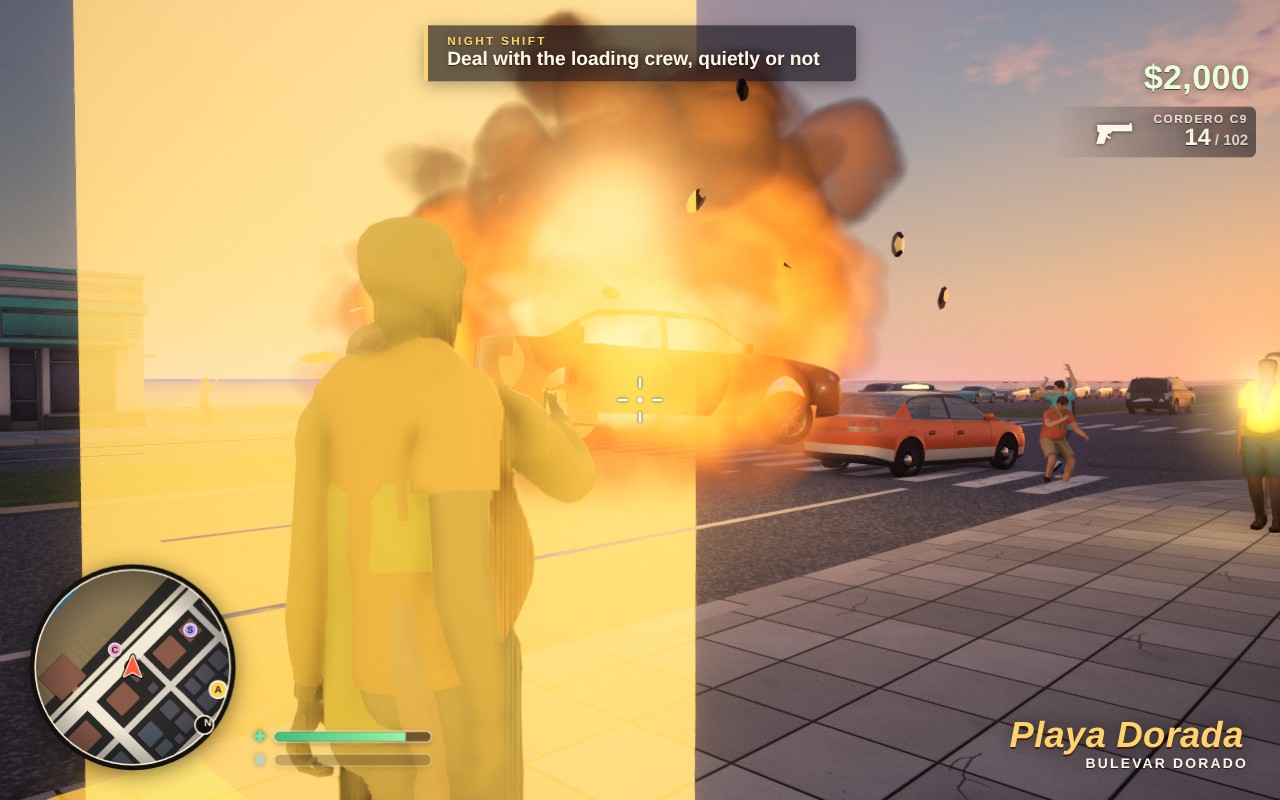 NIGHT SHIFT
Deal with the loading crew, quietly or not
$2,000
CORDERO C9
14 / 102
C
S
A
N
Playa Dorada
BULEVAR DORADO